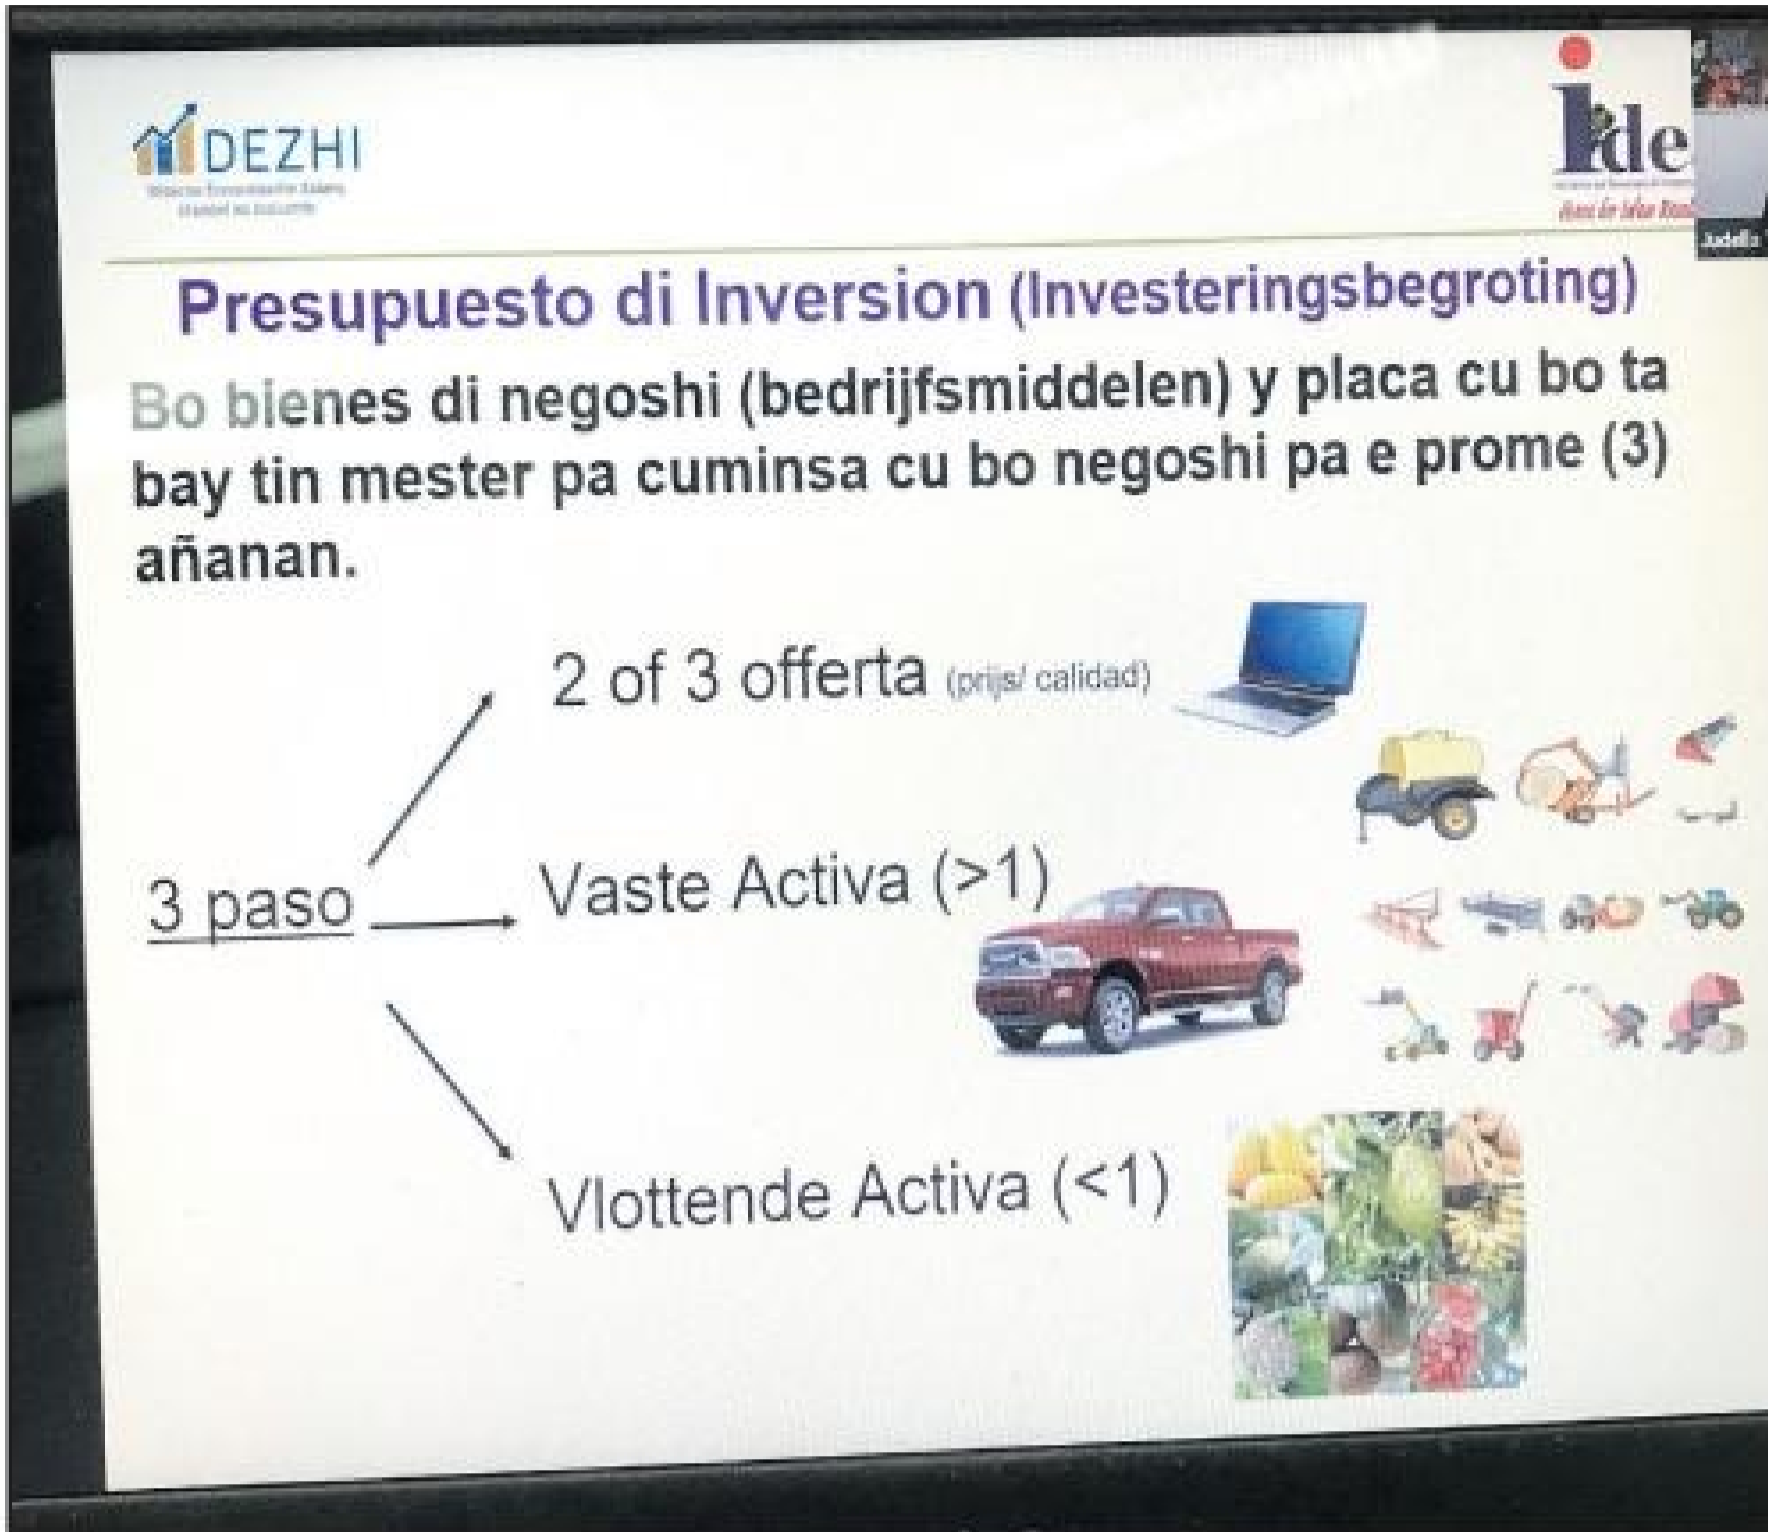 DEZHI
ide
Judella
Presupuesto di Inversion (Investeringsbegroting)
Bo bienes di negoshi (bedrijfsmiddelen) y placa cu bo ta
bay tin mester pa cuminsa cu bo negoshi pa e prome (3)
añanan.
2 of 3 offerta (prijs/ calidad)
3 paso
Vaste Activa (>1)
Vlottende Activa (<1)